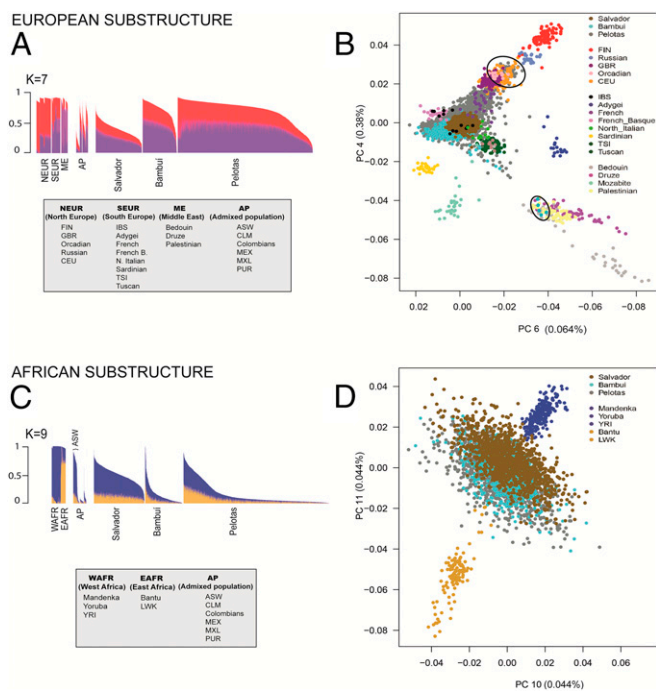 EUROPEAN SUBSTRUCTURE
A
K=7
1
0.5
0
NEUR
SEUR
ME
AP
Salvador
Bambui
Pelotas
NEUR
(North Europe)
FIN
GBR
Orcadian
Russian
CEU
SEUR
(South Europe)
IBS
Adygei
French
French B.
N. Italian
Sardinian
TSI
Tuscan
ME
(Middle East)
Bedouin
Druze
Palestinian
AP
(Admixed population)
ASW
CLM
Colombians
MEX
MXL
PUR
B
PC 4 (0.38%)
0.04
0.02
0.00
−0.02
−0.04
−0.06
−0.08
0.02
0.00
−0.02
−0.04
−0.06
−0.08
PC 6 (0.064%)
Salvador
Bambui
Pelotas
FIN
Russian
GBR
Orcadian
CEU
IBS
Adygei
French
French_Basque
North_Italian
Sardinian
TSI
Tuscan
Bedouin
Druze
Mozabite
Palestinian
AFRICAN SUBSTRUCTURE
C
K=9
1
0.5
0
ASW
WAFR
EAFR
AP
Salvador
Bambui
Pelotas
WAFR
(West Africa)
Mandenka
Yoruba
YRI
EAFR
(East Africa)
Bantu
LWK
AP
(Admixed population)
ASW
CLM
Colombians
MEX
MXL
PUR
D
PC 11 (0.044%)
0.04
0.02
0.00
−0.02
−0.04
−0.06
−0.08
−0.04
−0.02
0.00
0.02
0.04
0.06
PC 10 (0.044%)
Salvador
Bambui
Pelotas
Mandenka
Yoruba
YRI
Bantu
LWK